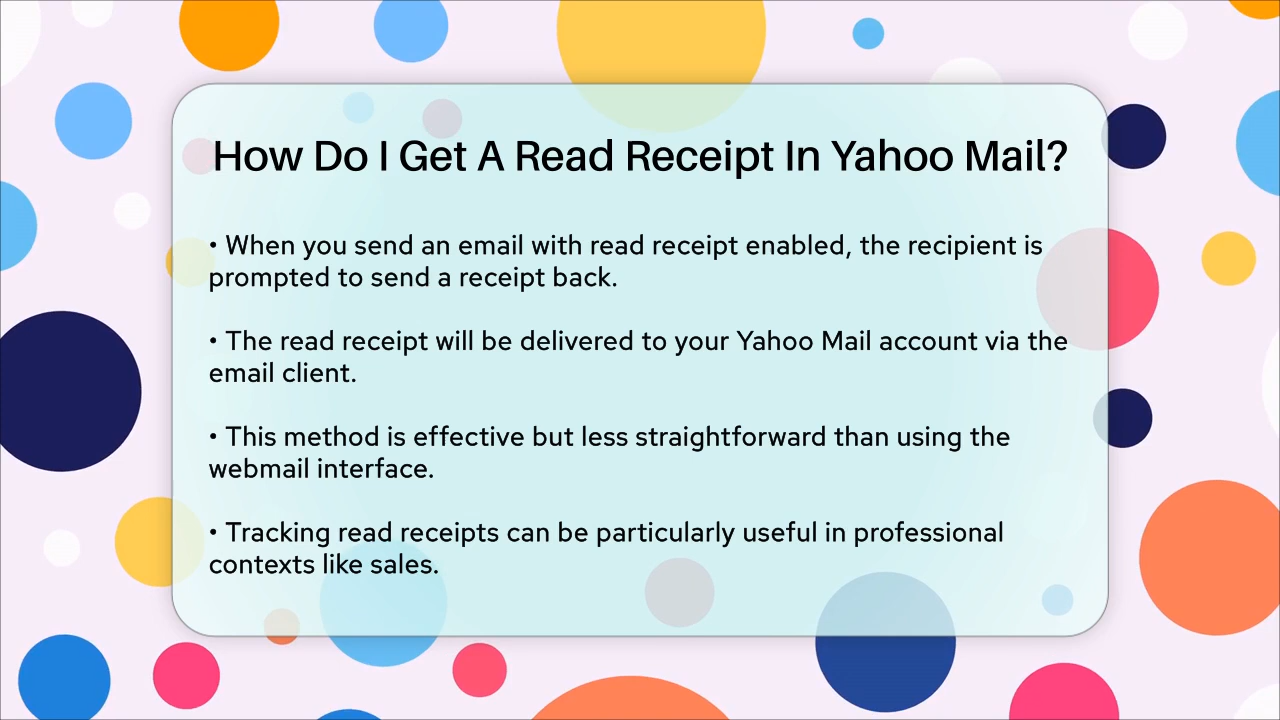 How Do I Get A Read Receipt In Yahoo Mail?
• When you send an email with read receipt enabled, the recipient is
prompted to send a receipt back.
• The read receipt will be delivered to your Yahoo Mail account via the
email client.
• This method is effective but less straightforward than using the
webmail interface.
• Tracking read receipts can be particularly useful in professional
contexts like sales.